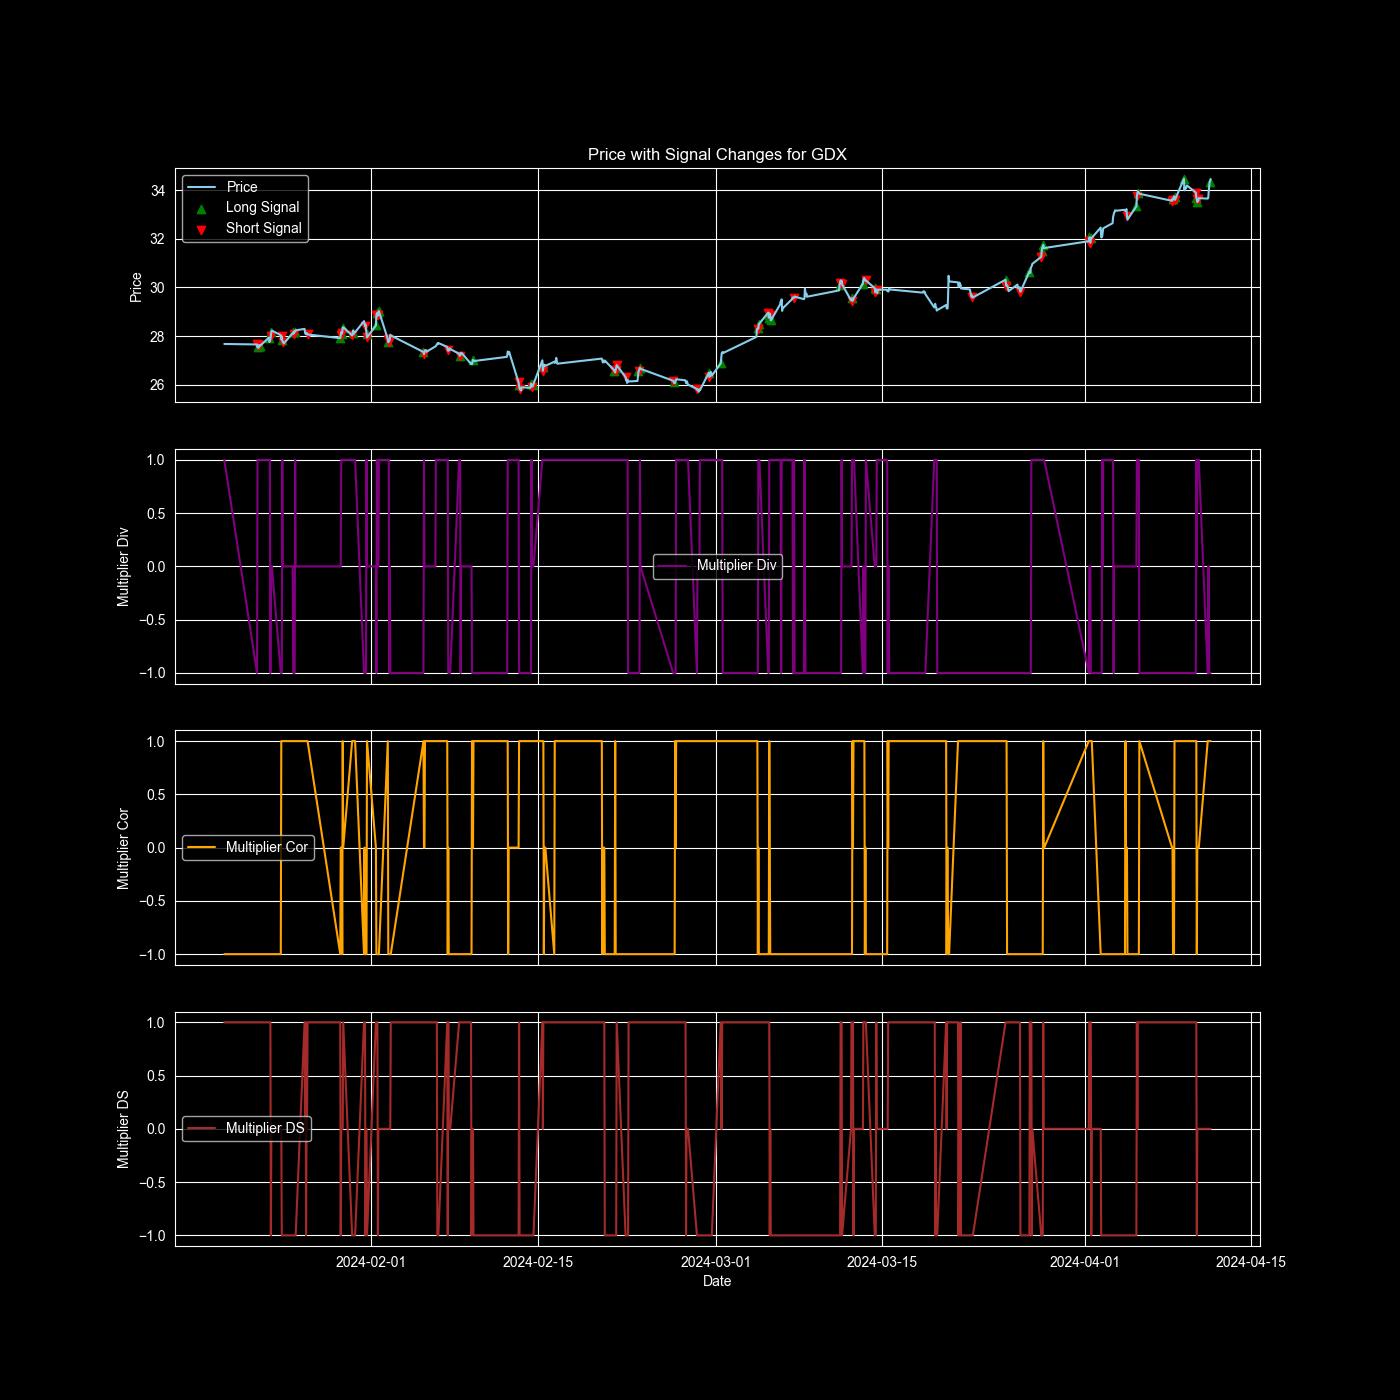 Price with Signal Changes for GDX
Price
Long Signal
Short Signal
34
32
30
28
26
Price
1.0
0.5
0.0
−0.5
−1.0
Multiplier Div
Multiplier Div
1.0
0.5
0.0
−0.5
−1.0
Multiplier Cor
Multiplier Cor
1.0
0.5
0.0
−0.5
−1.0
Multiplier DS
Multiplier DS
2024-02-01 2024-02-15 2024-03-01 2024-03-15 2024-04-01 2024-04-15
Date